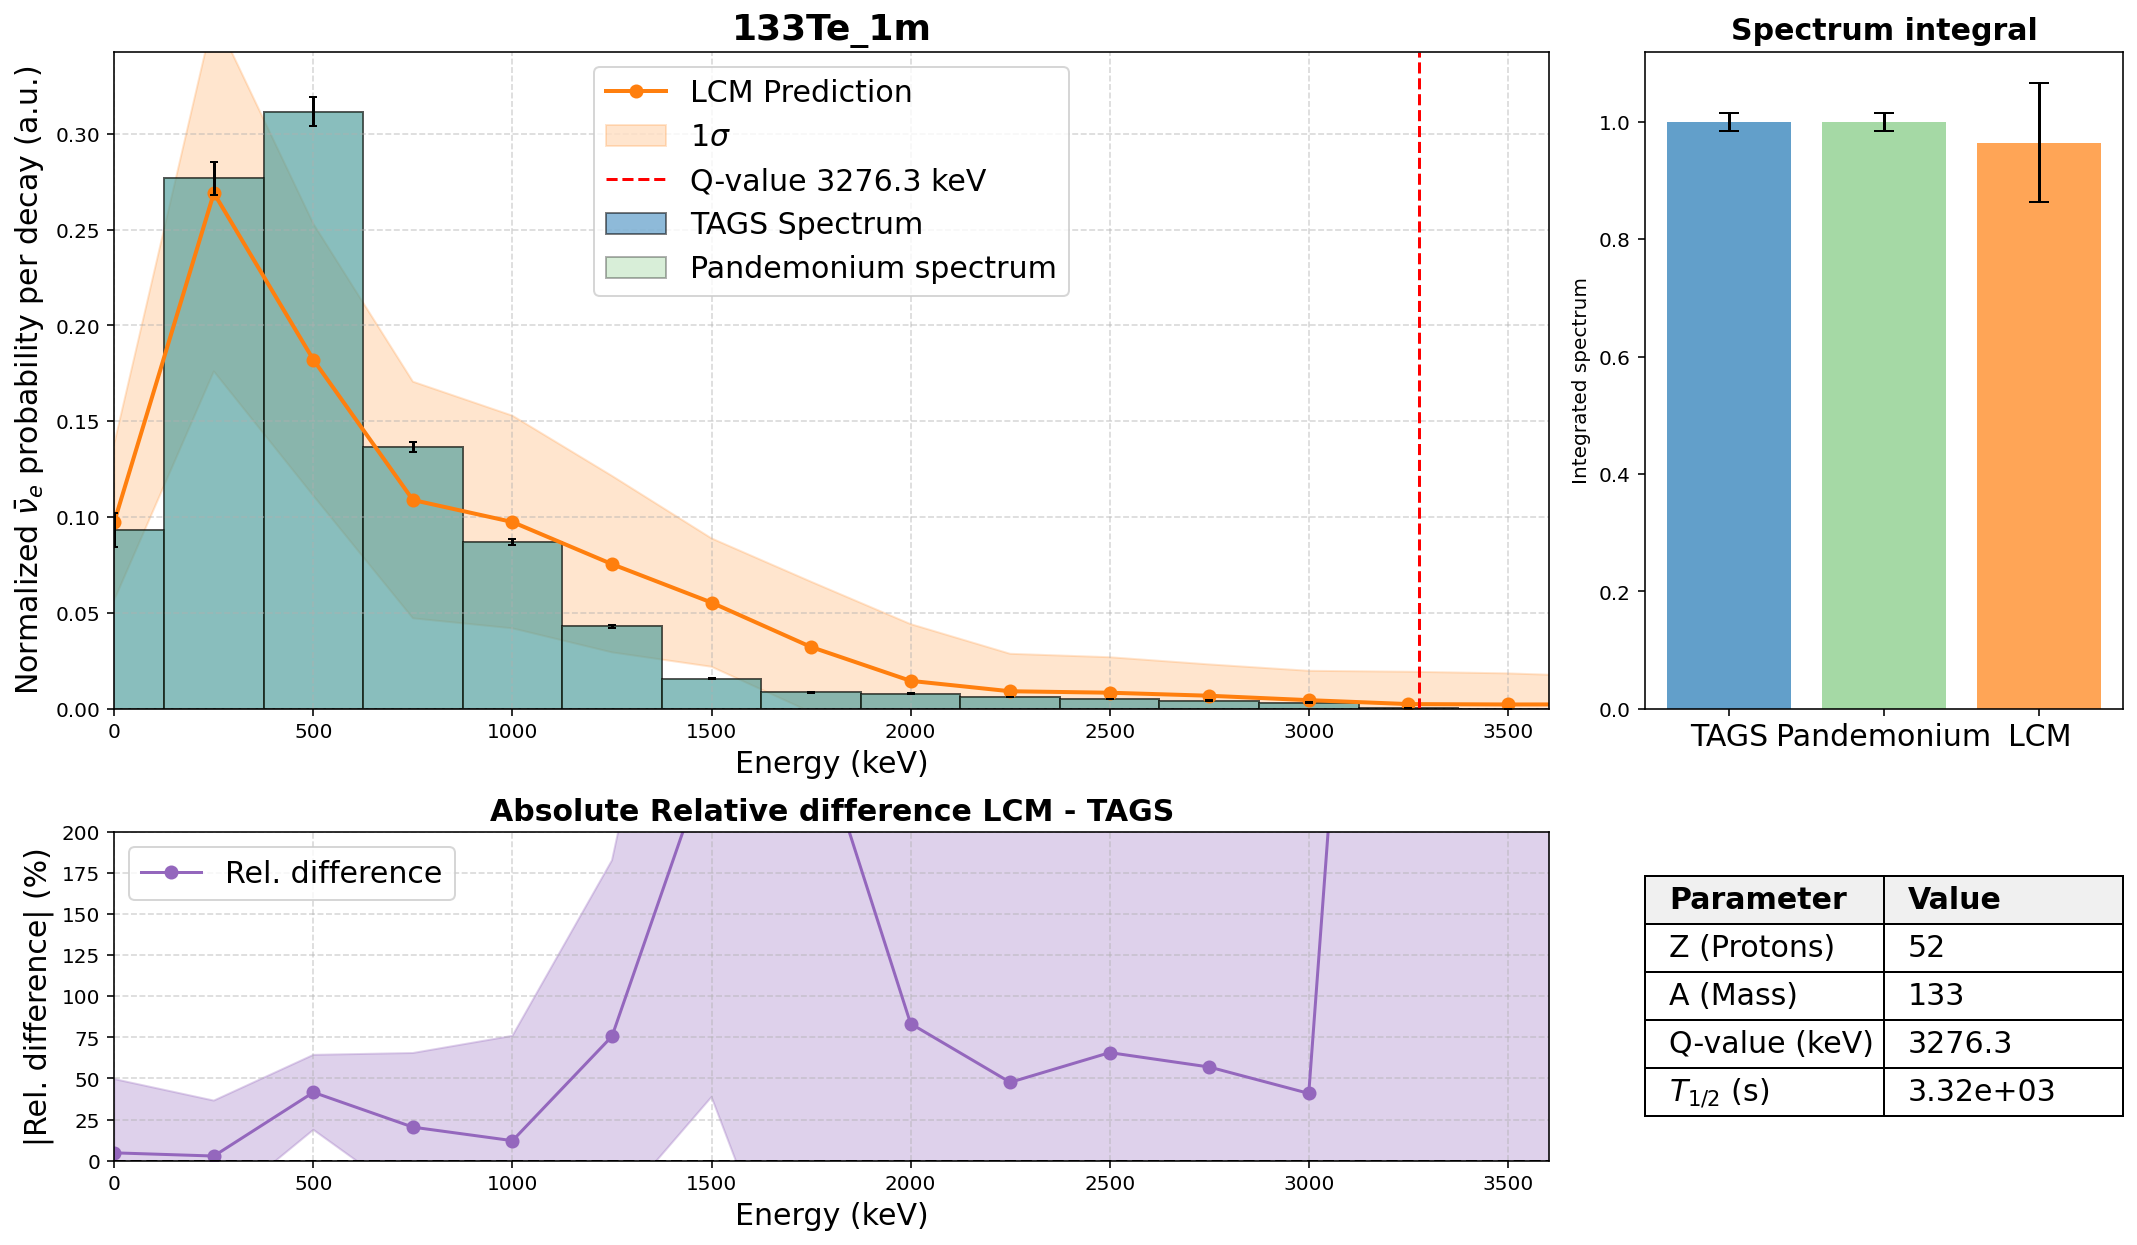 133Te_1m
Normalized ν̄ₑ probability per decay (a.u.)
0.30
0.25
0.20
0.15
0.10
0.05
0.00
LCM Prediction
1σ
Q-value 3276.3 keV
TAGS Spectrum
Pandemonium spectrum
0 500 1000 1500 2000 2500 3000 3500
Energy (keV)
Spectrum integral
Integrated spectrum
1.0
0.8
0.6
0.4
0.2
0.0
TAGS Pandemonium LCM
Absolute Relative difference LCM - TAGS
|Rel. difference| (%)
200
175
150
125
100
75
50
25
0
Rel. difference
0 500 1000 1500 2000 2500 3000 3500
Energy (keV)
Parameter Value
Z (Protons) 52
A (Mass) 133
Q-value (keV) 3276.3
T₁/₂ (s) 3.32e+03